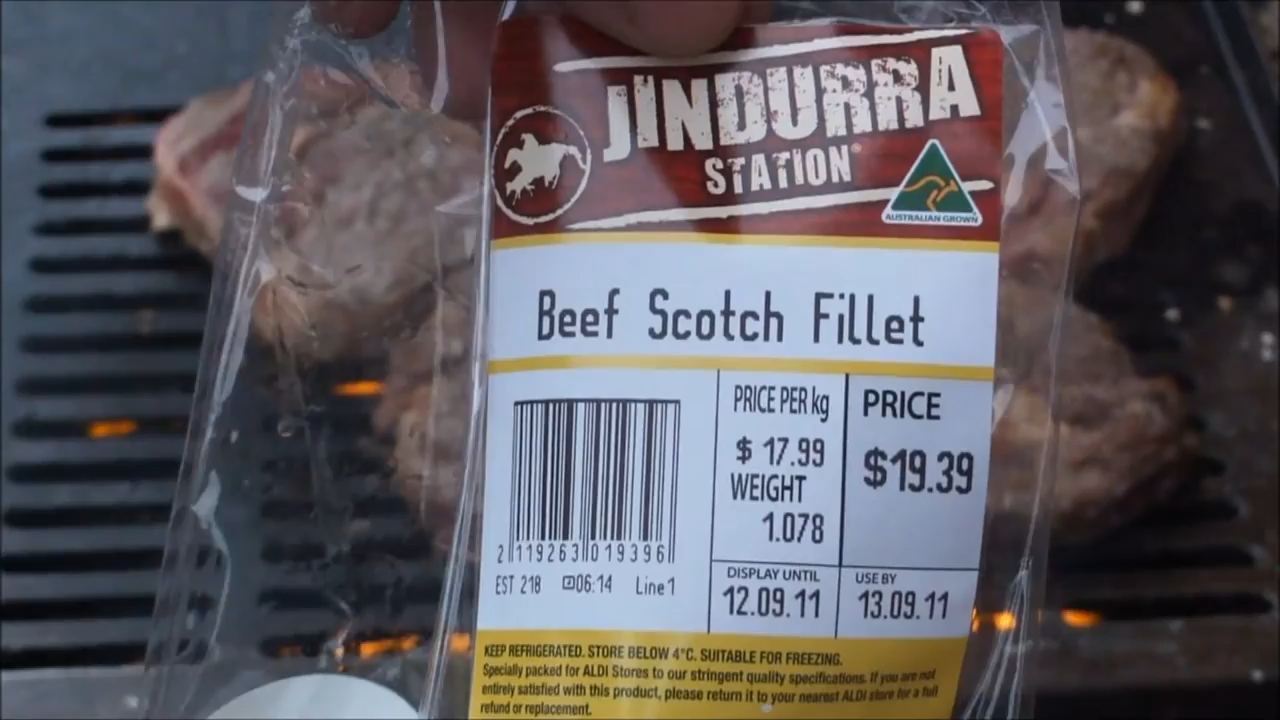 JINDURRA
STATION®
AUSTRALIAN GROWN
Beef Scotch Fillet
PRICE PER kg
$ 17.99
WEIGHT
1.078
PRICE
$19.39
2 119263 019396
EST 218 06:14 Line1
DISPLAY UNTIL
12.09.11
USE BY
13.09.11
KEEP REFRIGERATED. STORE BELOW 4°C. SUITABLE FOR FREEZING.
Specially packed for ALDI Stores to our stringent quality specifications. If you are not
entirely satisfied with this product, please return it to your nearest ALDI store for a full
refund or replacement.